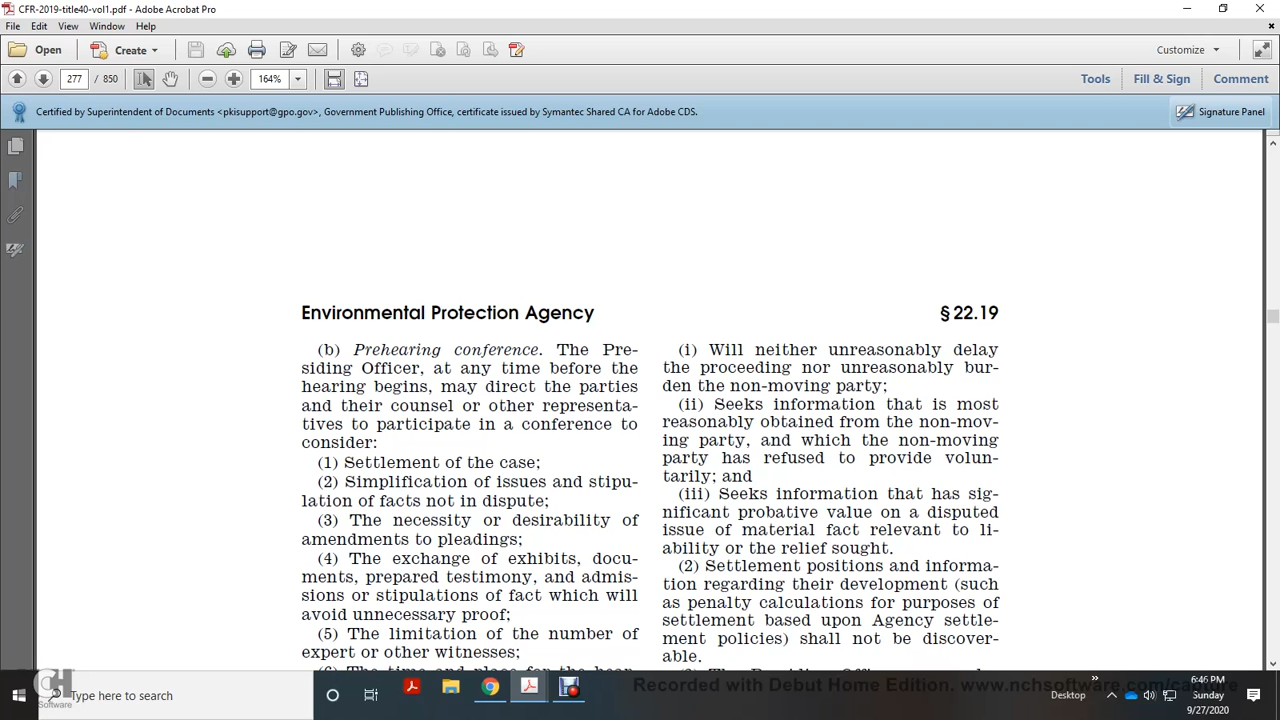 CFR-2019-title40-vol1.pdf - Adobe Acrobat Pro
File Edit View Window Help
Open Create Customize
277 / 850 164% Tools Fill & Sign Comment
Certified by Superintendent of Documents <pkisupport@gpo.gov>, Government Publishing Office, certificate issued by Symantec Shared CA for Adobe CDS.
Signature Panel
Environmental Protection Agency
§ 22.19
(b) Prehearing conference. The Pre-
siding Officer, at any time before the
hearing begins, may direct the parties
and their counsel or other representa-
tives to participate in a conference to
consider:
(1) Settlement of the case;
(2) Simplification of issues and stipu-
lation of facts not in dispute;
(3) The necessity or desirability of
amendments to pleadings;
(4) The exchange of exhibits, docu-
ments, prepared testimony, and admis-
sions or stipulations of fact which will
avoid unnecessary proof;
(5) The limitation of the number of
expert or other witnesses;
(6) The time and place for the hear-
(i) Will neither unreasonably delay
the proceeding nor unreasonably bur-
den the non-moving party;
(ii) Seeks information that is most
reasonably obtained from the non-mov-
ing party, and which the non-moving
party has refused to provide volun-
tarily; and
(iii) Seeks information that has sig-
nificant probative value on a disputed
issue of material fact relevant to li-
ability or the relief sought.
(2) Settlement positions and informa-
tion regarding their development (such
as penalty calculations for purposes of
settlement based upon Agency settle-
ment policies) shall not be discover-
able.
Recorded with Debut Home Edition. www.nchsoftware.com/capture
NCH
Software
Type here to search
Desktop
6:46 PM
Sunday
9/27/2020